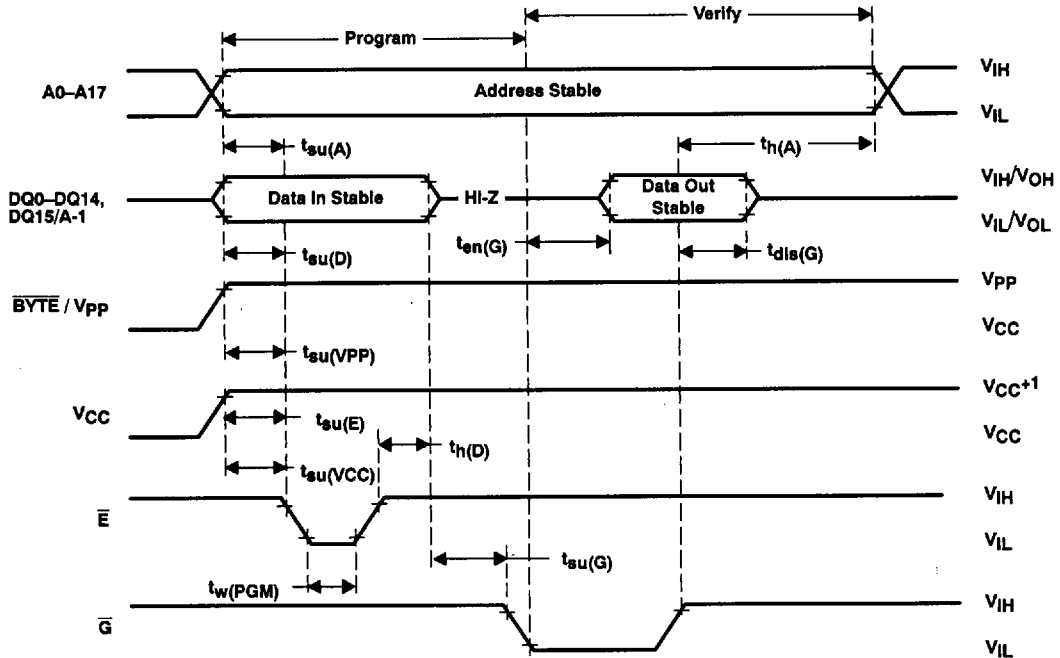 Verify
Program
A0–A17
Address Stable
VIH
VIL
tsu(A)
th(A)
DQ0–DQ14,
DQ15/A-1
Data In Stable
HI-Z
Data Out
Stable
VIH/VOH
VIL/VOL
tsu(D)
ten(G)
tdis(G)
BYTE / VPP
VPP
VCC
tsu(VPP)
VCC
VCC+1
VCC
tsu(E)
th(D)
tsu(VCC)
E
VIH
VIL
tsu(G)
tw(PGM)
G
VIH
VIL